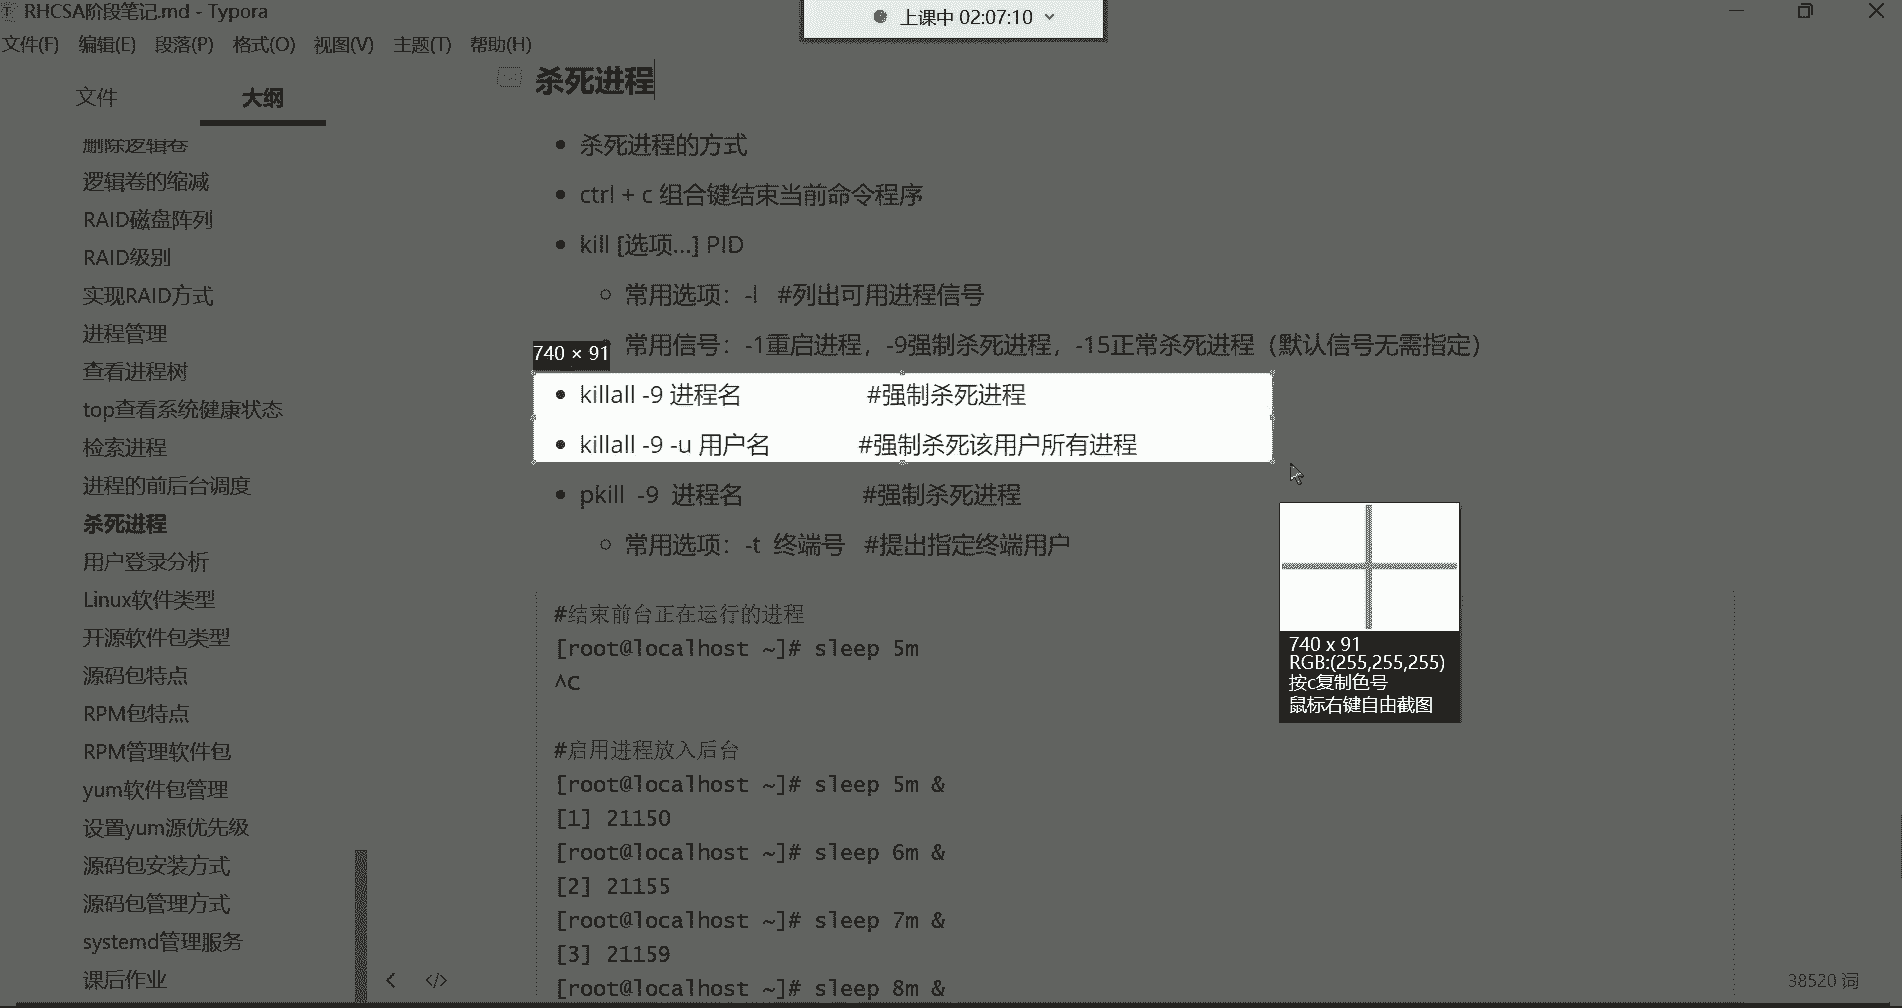 RHCSA阶段笔记.md - Typora
上课中 02:07:10
文件(F) 编辑(E) 段落(P) 格式(O) 视图(V) 主题(T) 帮助(H)
文件 大纲
删除逻辑卷
逻辑卷的缩减
RAID磁盘阵列
RAID级别
实现RAID方式
进程管理
查看进程树
top查看系统健康状态
检索进程
进程的前后台调度
杀死进程
用户登录分析
Linux软件类型
开源软件包类型
源码包特点
RPM包特点
RPM管理软件包
yum软件包管理
设置yum源优先级
源码包安装方式
源码包管理方式
systemd管理服务
课后作业
杀死进程
杀死进程的方式
ctrl + c 组合键结束当前命令程序
kill [选项...] PID
常用选项：-l #列出可用进程信号
常用信号：-1重启进程，-9强制杀死进程，-15正常杀死进程（默认信号无需指定）
740 × 91
killall -9 进程名 #强制杀死进程
killall -9 -u 用户名 #强制杀死该用户所有进程
pkill -9 进程名 #强制杀死进程
常用选项：-t 终端号 #提出指定终端用户
#结束前台正在运行的进程
[root@localhost ~]# sleep 5m
^C
#启用进程放入后台
[root@localhost ~]# sleep 5m &
[1] 21150
[root@localhost ~]# sleep 6m &
[2] 21155
[root@localhost ~]# sleep 7m &
[3] 21159
[root@localhost ~]# sleep 8m &
740 x 91
RGB:(255,255,255)
按c复制色号
鼠标右键自由截图
38520 词